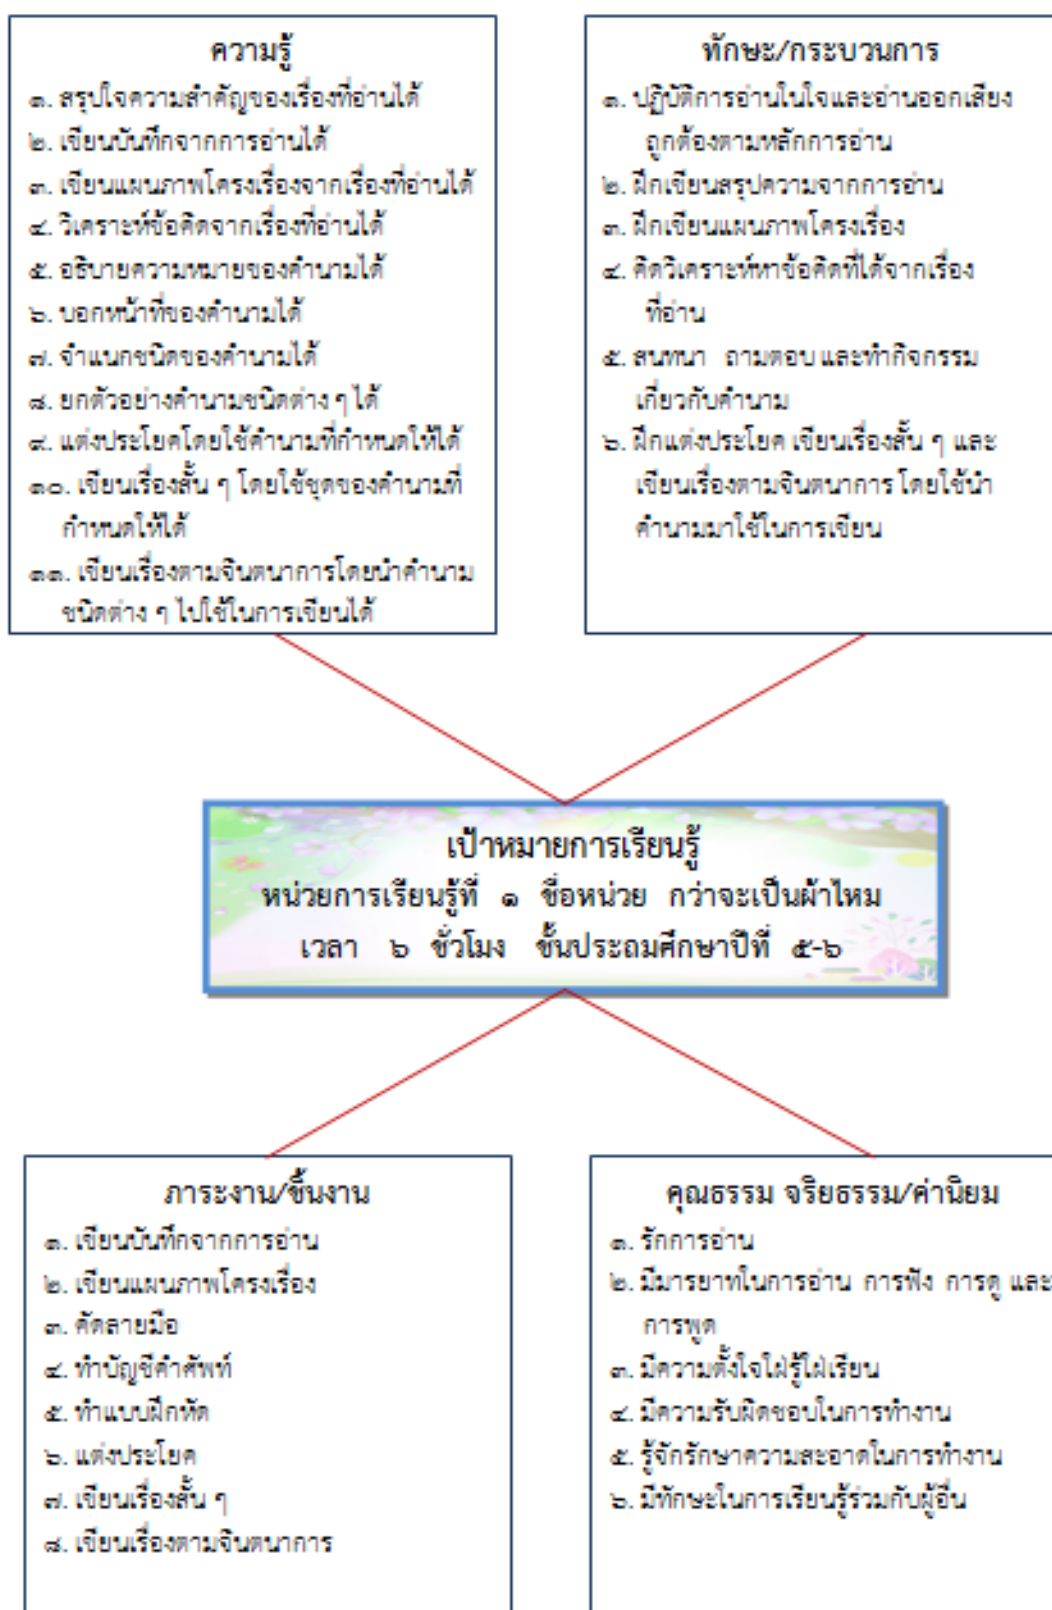 ความรู้
๑. สรุปใจความสำคัญของเรื่องที่อ่านได้
๒. เขียนบันทึกจากการอ่านได้
๓. เขียนแผนภาพโครงเรื่องจากเรื่องที่อ่านได้
๔. วิเคราะห์ข้อคิดจากเรื่องที่อ่านได้
๕. อธิบายความหมายของคำนามได้
๖. บอกหน้าที่ของคำนามได้
๗. จำแนกชนิดของคำนามได้
๘. ยกตัวอย่างคำนามชนิดต่าง ๆ ได้
๙. แต่งประโยคโดยใช้คำนามที่กำหนดให้ได้
๑๐. เขียนเรื่องสั้น ๆ โดยใช้ชุดของคำนามที่
กำหนดให้ได้
๑๑. เขียนเรื่องตามจินตนาการโดยนำคำนาม
ชนิดต่าง ๆ ไปใช้ในการเขียนได้
ทักษะ/กระบวนการ
๑. ปฏิบัติการอ่านในใจและอ่านออกเสียง
ถูกต้องตามหลักการอ่าน
๒. ฝึกเขียนสรุปความจากการอ่าน
๓. ฝึกเขียนแผนภาพโครงเรื่อง
๔. คิดวิเคราะห์หาข้อคิดที่ได้จากเรื่อง
ที่อ่าน
๕. สนทนา ถามตอบ และทำกิจกรรม
เกี่ยวกับคำนาม
๖. ฝึกแต่งประโยค เขียนเรื่องสั้น ๆ และ
เขียนเรื่องตามจินตนาการ โดยใช้นำ
คำนามมาใช้ในการเขียน
เป้าหมายการเรียนรู้
หน่วยการเรียนรู้ที่ ๑ ชื่อหน่วย กว่าจะเป็นผ้าไหม
เวลา ๖ ชั่วโมง ชั้นประถมศึกษาปีที่ ๕-๖
ภาระงาน/ชิ้นงาน
๑. เขียนบันทึกจากการอ่าน
๒. เขียนแผนภาพโครงเรื่อง
๓. คัดลายมือ
๔. ทำบัญชีคำศัพท์
๕. ทำแบบฝึกหัด
๖. แต่งประโยค
๗. เขียนเรื่องสั้น ๆ
๘. เขียนเรื่องตามจินตนาการ
คุณธรรม จริยธรรม/ค่านิยม
๑. รักการอ่าน
๒. มีมารยาทในการอ่าน การฟัง การดู และ
การพูด
๓. มีความตั้งใจใฝ่รู้ใฝ่เรียน
๔. มีความรับผิดชอบในการทำงาน
๕. รู้จักรักษาความสะอาดในการทำงาน
๖. มีทักษะในการเรียนรู้ร่วมกับผู้อื่น